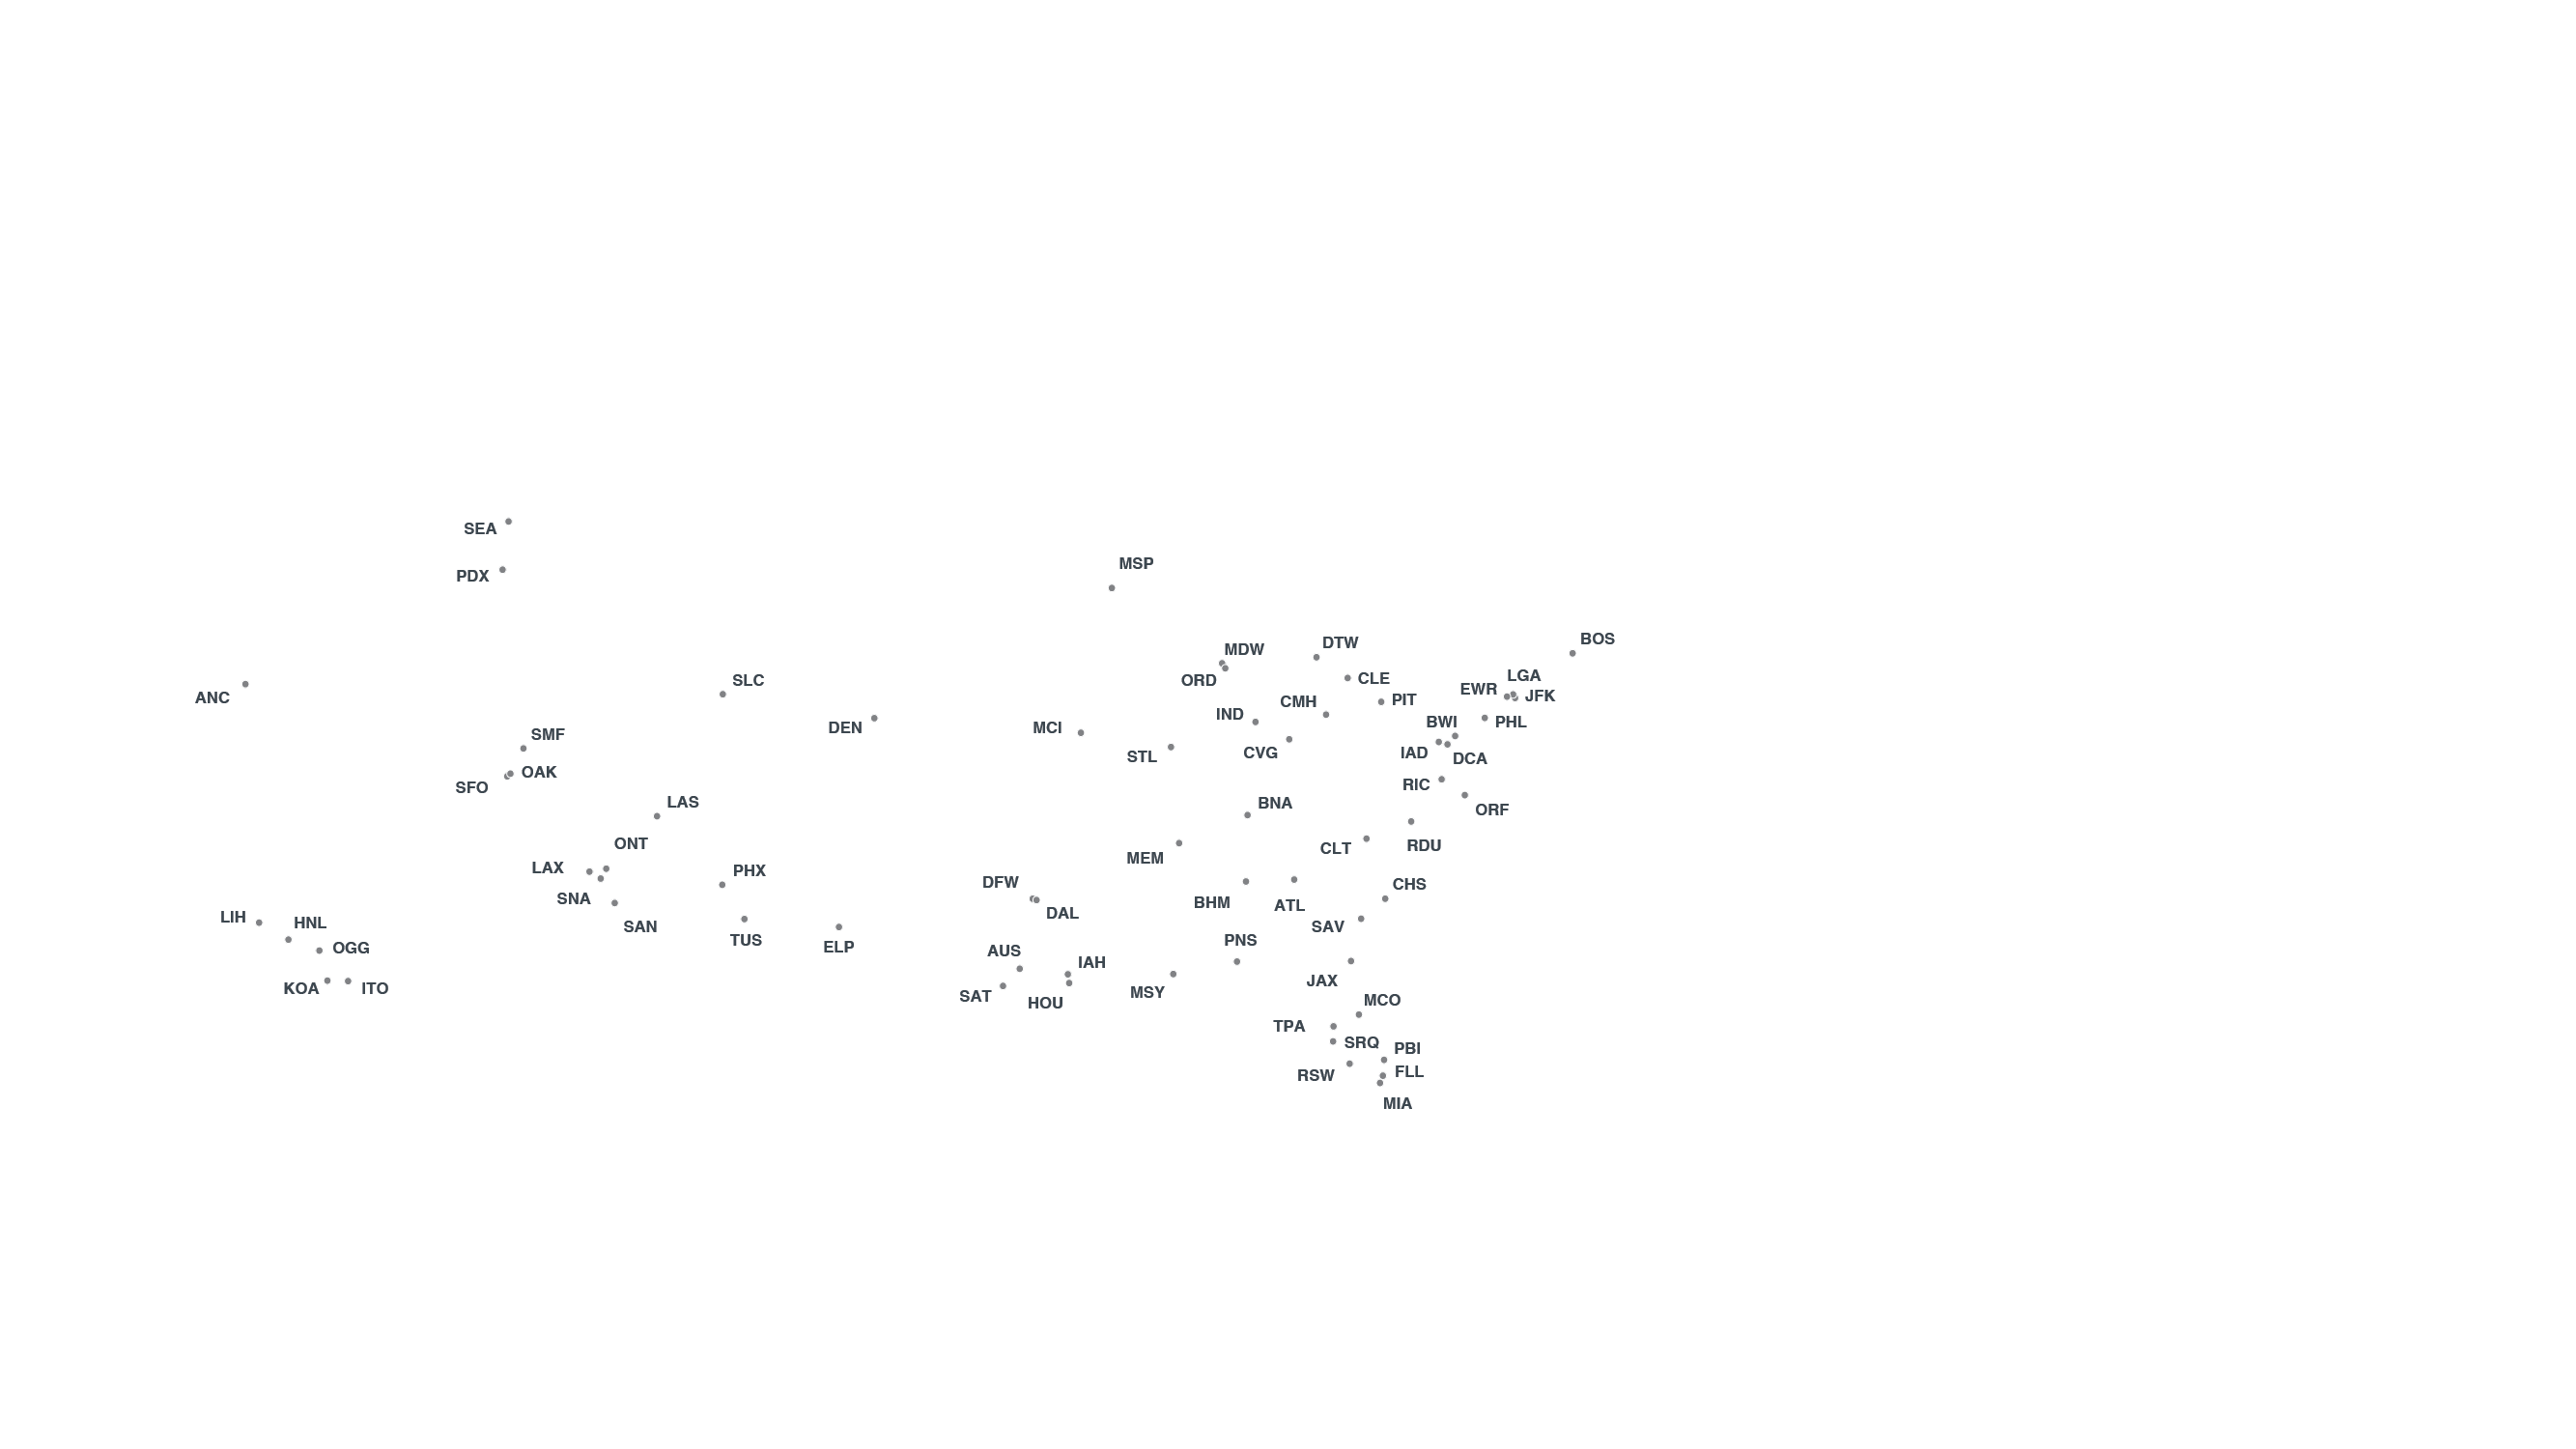 SEA
PDX
MSP
BOS
DTW
MDW
LGA
CLE
SLC
ORD
EWR
JFK
ANC
PIT
CMH
IND
BWI
PHL
DEN
MCI
SMF
IAD
CVG
STL
DCA
OAK
SFO
RIC
LAS
BNA
ORF
ONT
RDU
CLT
MEM
LAX
PHX
DFW
CHS
SNA
BHM
ATL
DAL
LIH
HNL
SAN
SAV
TUS
PNS
ELP
OGG
AUS
IAH
JAX
KOA
ITO
MSY
SAT
MCO
HOU
TPA
SRQ
PBI
FLL
RSW
MIA